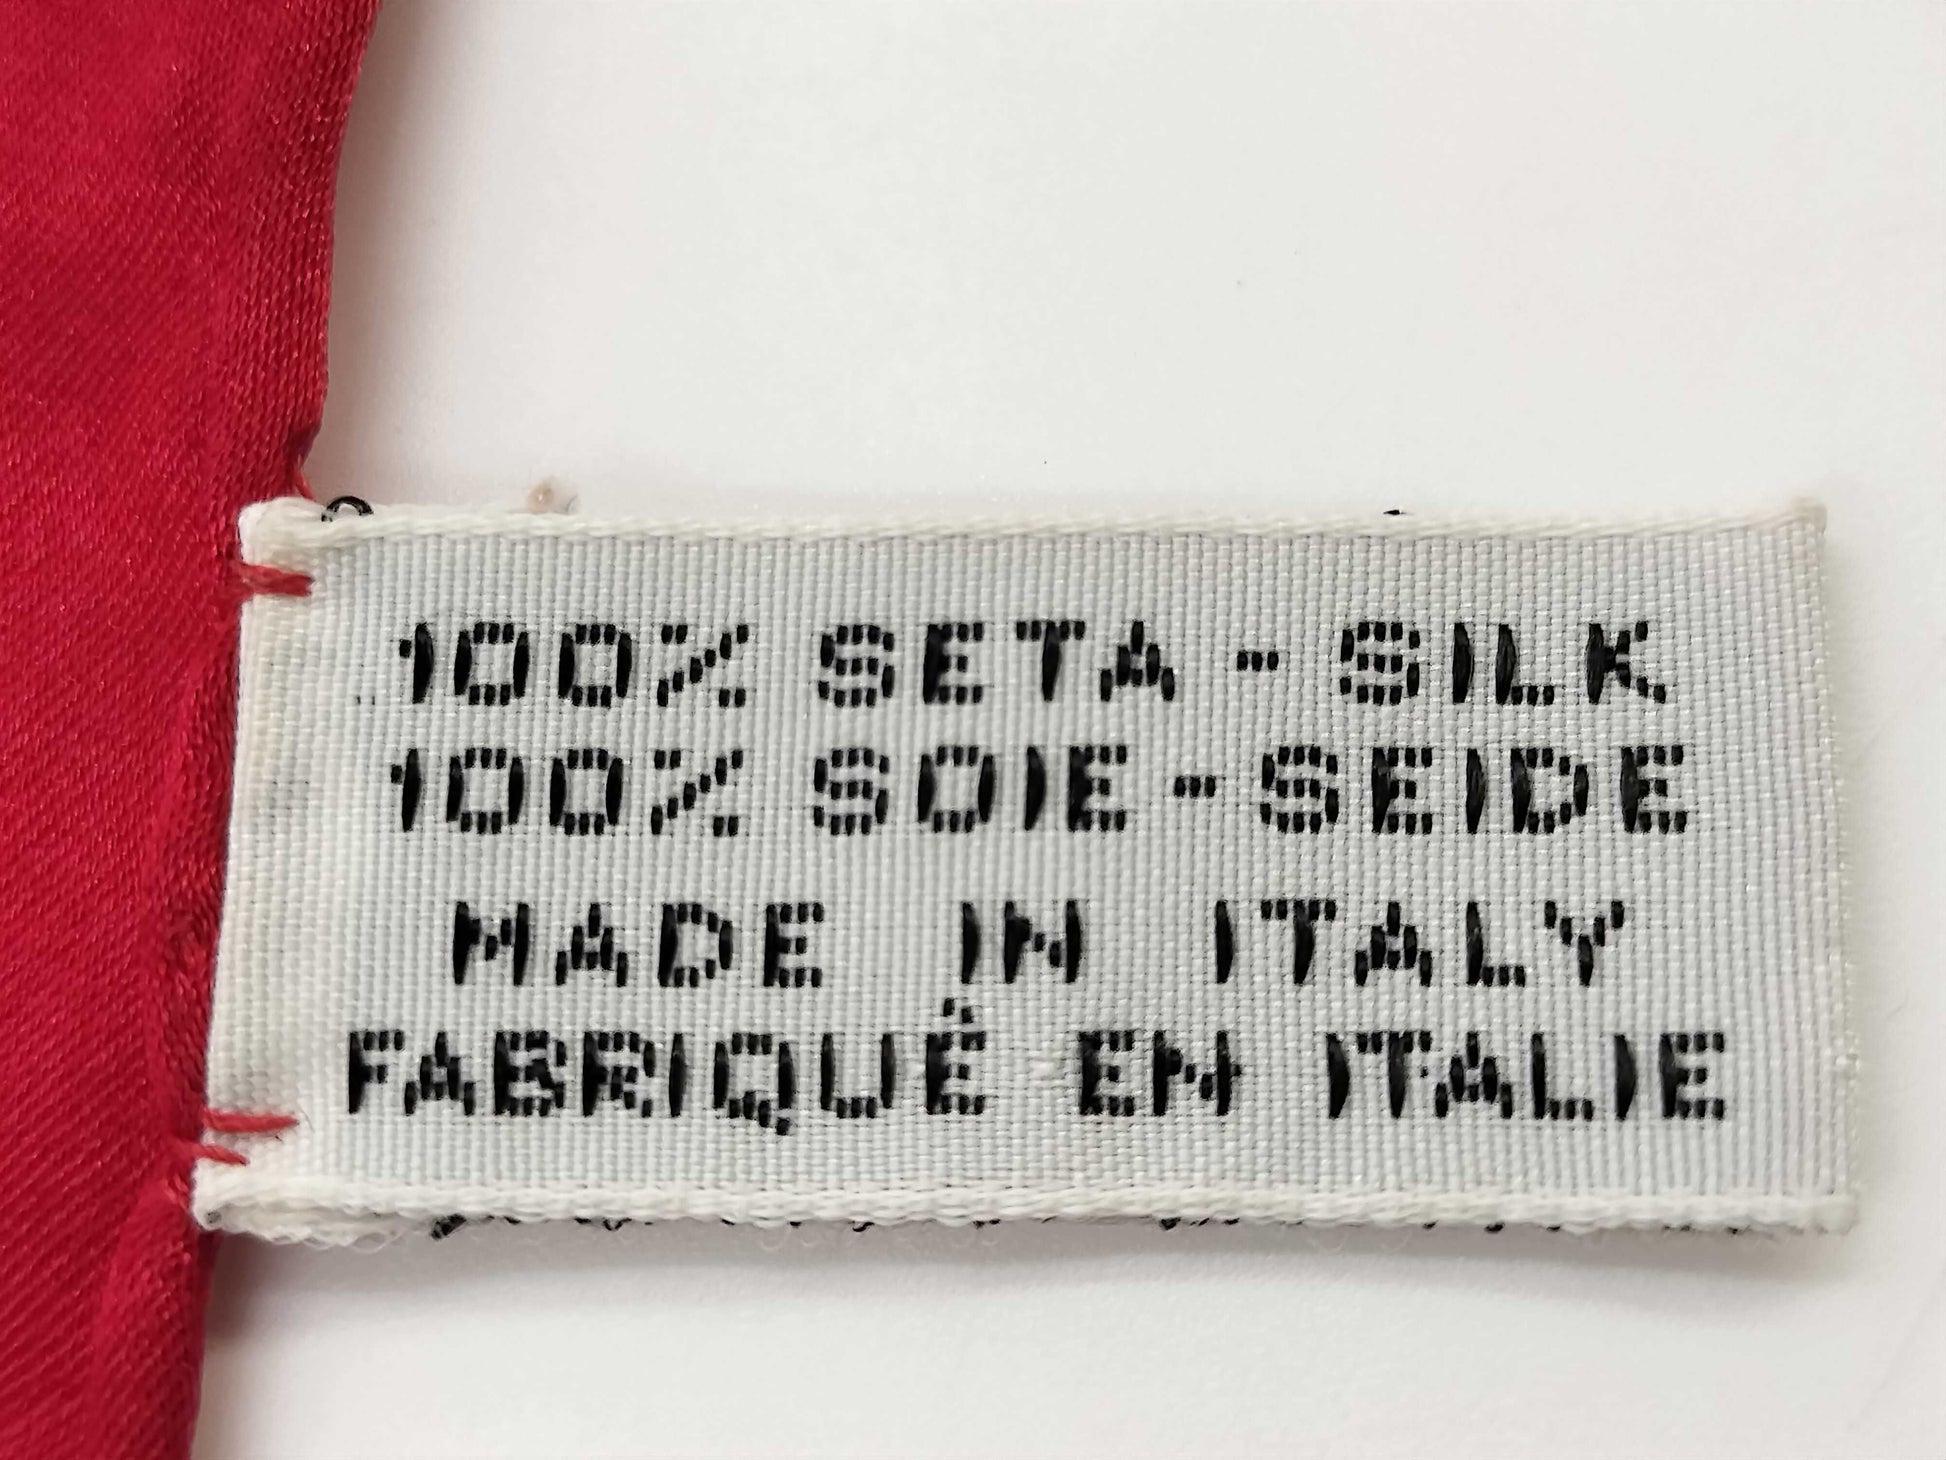 100% SETA - SILK
100% SOIE - SEIDE
MADE IN ITALY
FABRIQUÉ EN ITALIE